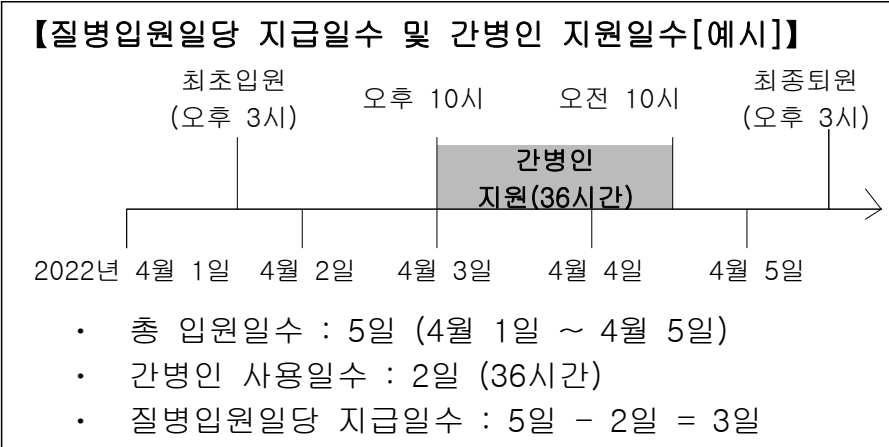 【질병입원일당 지급일수 및 간병인 지원일수[예시]】
최초입원
(오후 3시)
오후 10시
오전 10시
최종퇴원
(오후 3시)
간병인
지원(36시간)
2022년 4월 1일
4월 2일
4월 3일
4월 4일
4월 5일
· 총 입원일수 : 5일 (4월 1일 ~ 4월 5일)
· 간병인 사용일수 : 2일 (36시간)
· 질병입원일당 지급일수 : 5일 - 2일 = 3일